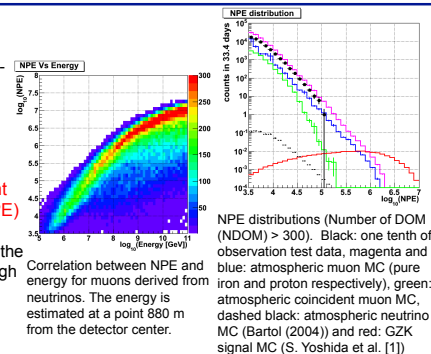 NPE Vs Energy
log10(NPE)
8
7.5
7
6.5
6
5.5
5
4.5
4
3.5
5 6 7 8 9 10 11
log10(Energy [GeV])
300
250
200
150
100
50
PE)
the
gh
Correlation between NPE and
energy for muons derived from
neutrinos. The energy is
estimated at a point 880 m
from the detector center.
NPE distribution
counts in 33.4 days
10^5
10^4
10^3
10^2
10
1
10^-1
10^-2
10^-3
10^-4
3.5 4 4.5 5 5.5 6 6.5 7
log10(NPE)
NPE distributions (Number of DOM
(NDOM) > 300). Black: one tenth of
observation test data, magenta and
blue: atmospheric muon MC (pure
iron and proton respectively), green:
atmospheric coincident muon MC,
dashed black: atmospheric neutrino
MC (Bartol (2004)) and red: GZK
signal MC (S. Yoshida et al. [1])